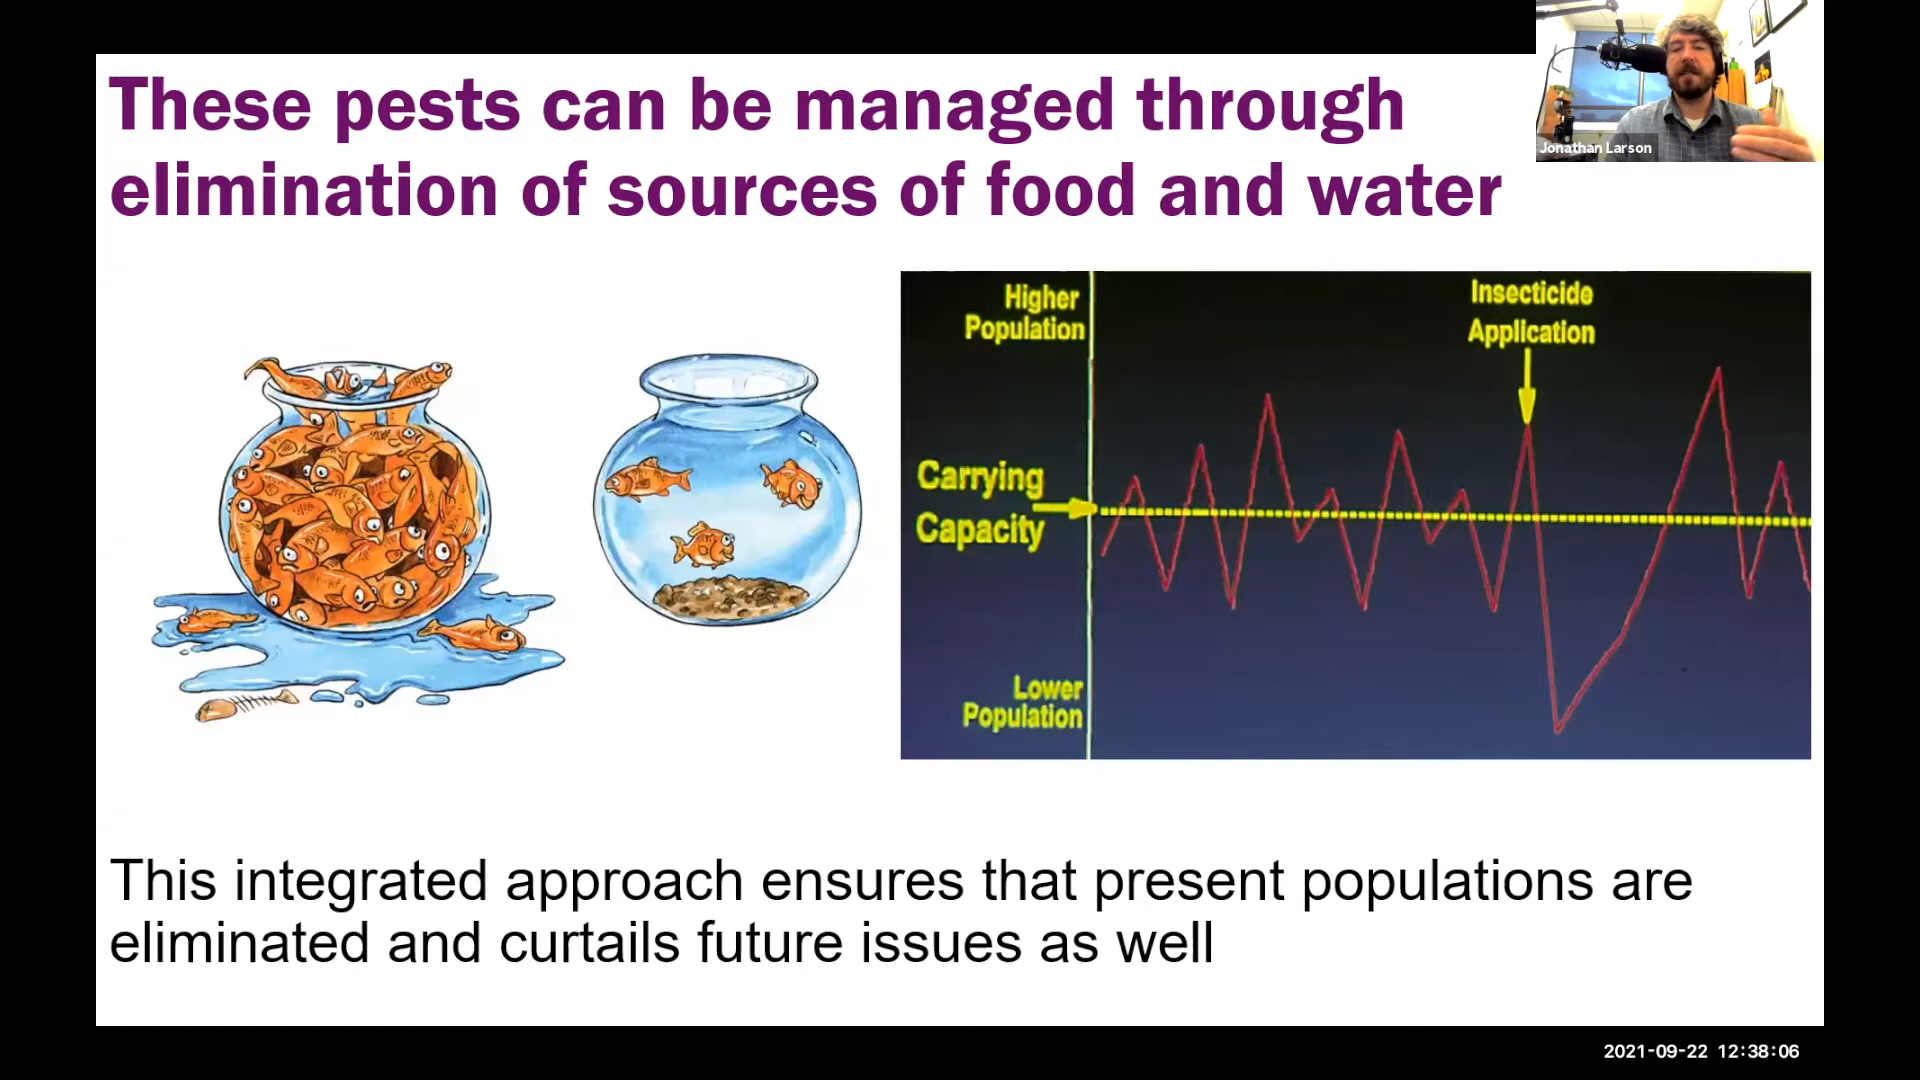 These pests can be managed through
elimination of sources of food and water
Jonathan Larson
Higher
Population
Insecticide
Application
Carrying
Capacity
Lower
Population
This integrated approach ensures that present populations are
eliminated and curtails future issues as well
2021-09-22 12:38:06